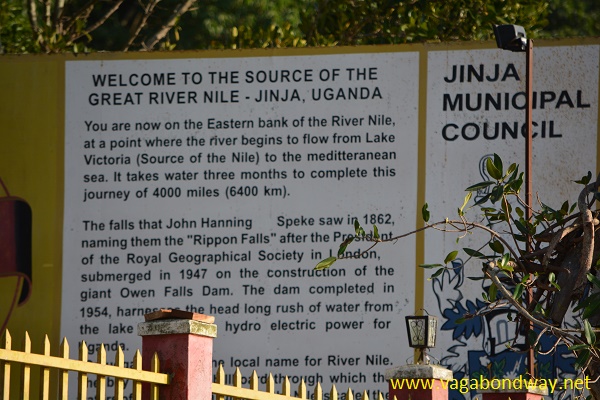 WELCOME TO THE SOURCE OF THE
GREAT RIVER NILE - JINJA, UGANDA
You are now on the Eastern bank of the River Nile,
at a point where the river begins to flow from Lake
Victoria (Source of the Nile) to the meditteranean
sea. It takes water three months to complete this
journey of 4000 miles (6400 km).
The falls that John Hanning Speke saw in 1862,
naming them the "Rippon Falls" after the President
of the Royal Geographical Society in London,
submerged in 1947 on the construction of the
giant Owen Falls Dam. The dam completed in
1954, the head long rush of water from
the lake hydro electric power for
Uganda.
the local name for River Nile.
through which the
JINJA
MUNICIPAL
COUNCIL
www.vagabondway.net